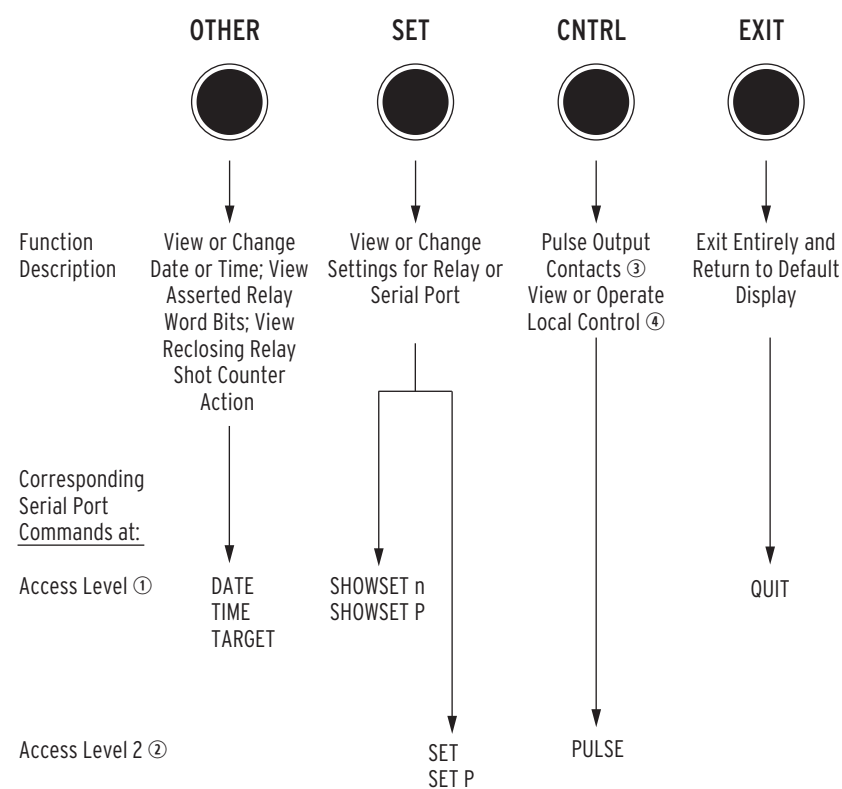 OTHER SET CNTRL EXIT
Function
Description
View or Change
Date or Time; View
Asserted Relay
Word Bits; View
Reclosing Relay
Shot Counter
Action
View or Change
Settings for Relay or
Serial Port
Pulse Output
Contacts ③
View or Operate
Local Control ④
Exit Entirely and
Return to Default
Display
Corresponding
Serial Port
Commands at:
Access Level ①
DATE
TIME
TARGET
SHOWSET n
SHOWSET P
QUIT
Access Level 2 ②
SET
SET P
PULSE